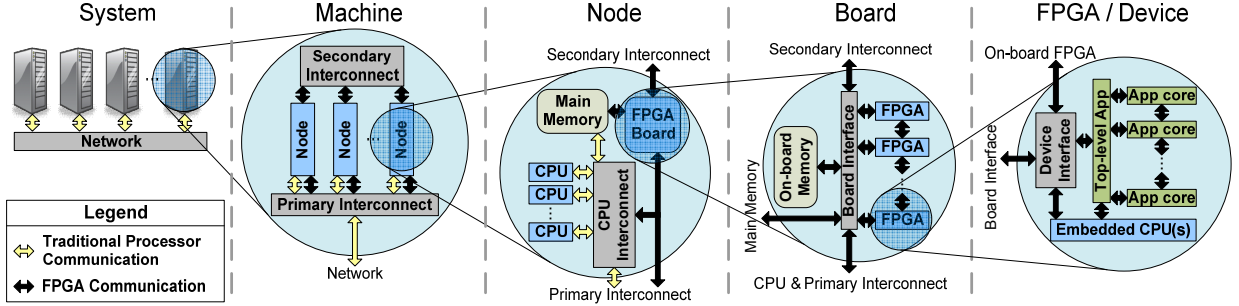 System
Network
Legend
Traditional Processor
Communication
FPGA Communication
Machine
Secondary
Interconnect
Node
Node
...
Node
Primary Interconnect
Network
Node
Secondary Interconnect
Main
Memory
FPGA
Board
CPU
CPU
CPU
CPU
Interconnect
Primary Interconnect
Board
Secondary Interconnect
On-board Memory
Board Interface
FPGA
FPGA
FPGA
Main Memory
CPU & Primary Interconnect
FPGA / Device
On-board FPGA
Board Interface
Device
Interface
Top-level App
App core
App core
App core
Embedded CPU(s)